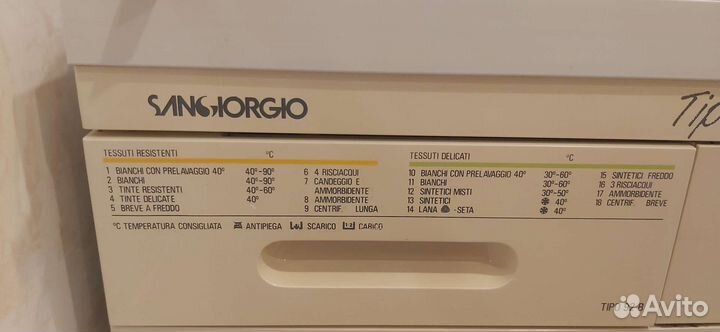 SANGIORGIO
Tip
TESSUTI RESISTENTI °C
1 BIANCHI CON PRELAVAGGIO 40° 40°-90°
2 BIANCHI 40°-90°
3 TINTE RESISTENTI 40°-60°
4 TINTE DELICATE 40°
5 BREVE A FREDDO
6 4 RISCIACQUI
7 CANDEGGIO E
AMMORBIDENTE
8 AMMORBIDENTE
9 CENTRIF. LUNGA
TESSUTI DELICATI °C
10 BIANCHI CON PRELAVAGGIO 40° 30°-60°
11 BIANCHI 30°-60°
12 SINTETICI MISTI 30°-50°
13 SINTETICI 40°
14 LANA -SETA 40°
15 SINTETICI FREDDO
16 3 RISCIACQUI
17 AMMORBIDENTE
18 CENTRIF. BREVE
°C TEMPERATURA CONSIGLIATA ANTIPIEGA SCARICO CARICO
TIPO 92-B
Avito